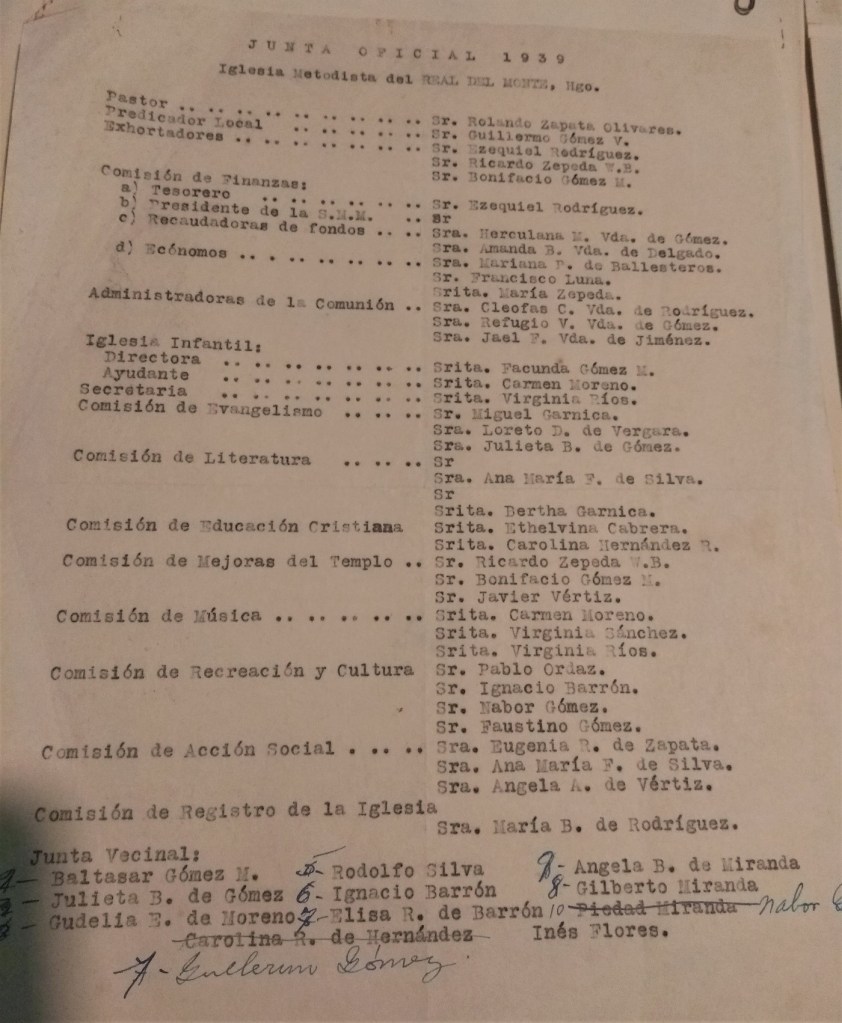 JUNTA OFICIAL 1939
Iglesia Metodista del REAL DEL MONTE, Hgo.
Pastor .. .. .. .. .. .. .. .. .. Sr. Rolando Zapata Olivares.
Predicador Local .. .. .. .. .. Sr. Guillermo Gómez V.
Exhortadores .. .. .. .. .. .. .. Sr. Ezequiel Rodríguez.
Sr. Ricardo Zepeda W.B.
Sr. Bonifacio Gómez M.
Comisión de Finanzas:
a) Tesorero .. .. .. .. .. .. Sr. Ezequiel Rodríguez.
b) Presidente de la S.M.M. .. Sr
c) Recaudadoras de fondos .. .. Sra. Herculana M. Vda. de Gómez.
Sra. Amanda B. Vda. de Delgado.
d) Ecónomos .. . .. .. .. .. .. Sra. Mariana P. de Ballesteros.
Sr. Francisco Luna.
Srita. María Zepeda.
Administradoras de la Comunión .. Sra. Cleofas C. Vda. de Rodríguez.
Sra. Refugio V. Vda. de Gómez.
Sra. Jael F. Vda. de Jiménez.
Iglesia Infantil:
Directora .. .. .. .. .. .. .. .. Srita. Facunda Gómez M.
Ayudante .. .. .. .. .. .. .. .. Srita. Carmen Moreno.
Secretaria .. .. .. .. .. .. .. .. Srita. Virginia Ríos.
Comisión de Evangelismo .. .. .. Sr. Miguel Garnica.
Sra. Loreto D. de Vergara.
Sra. Julieta B. de Gómez.
Comisión de Literatura .. .. .. Sr
Sra. Ana María F. de Silva.
Sr
Srita. Bertha Garnica.
Comisión de Educación Cristiana Srita. Ethelvina Cabrera.
Srita. Carolina Hernández R.
Comisión de Mejoras del Templo .. Sr. Ricardo Zepeda W.B.
Sr. Bonifacio Gómez M.
Sr. Javier Vértiz.
Comisión de Música .. .. .. .. .. .. Srita. Carmen Moreno.
Srita. Virginia Sánchez.
Srita. Virginia Ríos.
Comisión de Recreación y Cultura Sr. Pablo Ordaz.
Sr. Ignacio Barrón.
Sr. Nabor Gómez.
Sr. Faustino Gómez.
Comisión de Acción Social . .. .. Sra. Eugenia R. de Zapata.
Sra. Ana María F. de Silva.
Sra. Angela A. de Vértiz.
Comisión de Registro de la Iglesia
Sra. María B. de Rodríguez.
Junta Vecinal:
Baltasar Gómez M. 5- Rodolfo Silva 8- Angela B. de Miranda
Julieta B. de Gómez 6- Ignacio Barrón 8- Gilberto Miranda
Gudelia E. de Moreno 7- Elisa R. de Barrón 10 Piedad Miranda Nabor
Carolina R. de Hernández Inés Flores.
7- Guillermo Gómez.